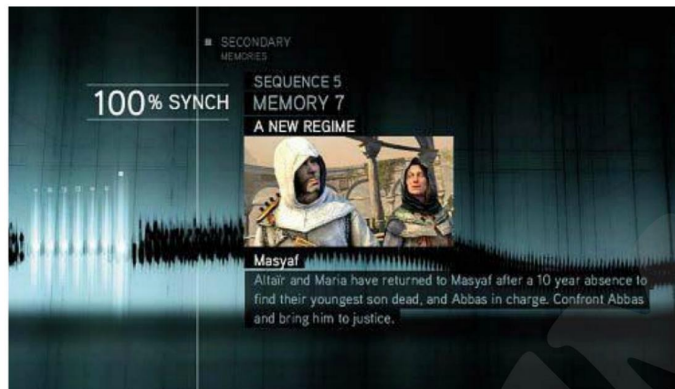 SECONDARY
MEMORIES
100% SYNCH
SEQUENCE 5
MEMORY 7
A NEW REGIME
Masyaf
Altaïr and Maria have returned to Masyaf after a 10 year absence to
find their youngest son dead, and Abbas in charge. Confront Abbas
and bring him to justice.